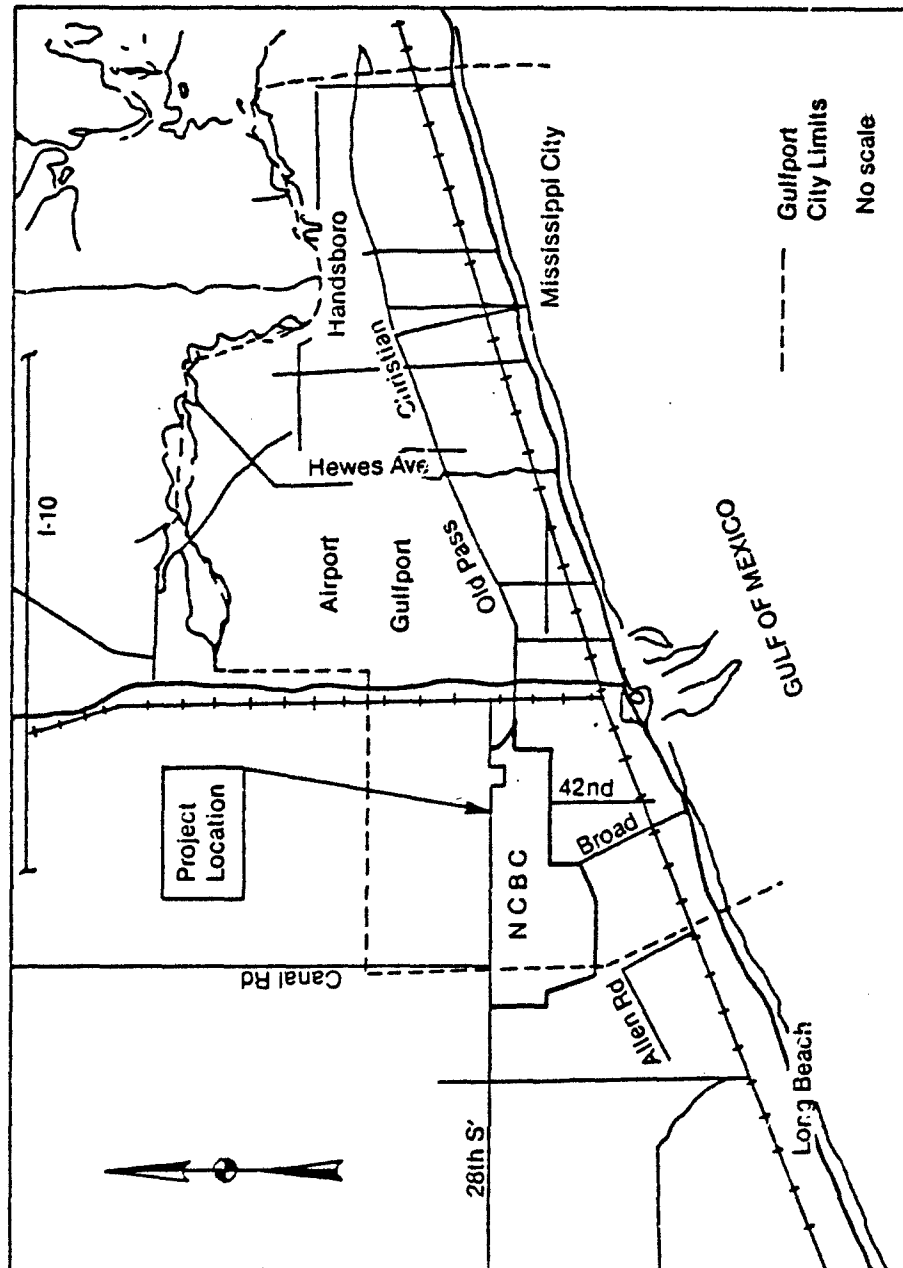 I-10
Project
Location
Canal Rd
28th S'
NCBC
Airport
Gulfport
Hewes Ave
Handsboro
Old Pass
Christian
42nd
Broad
Allen Rd
Long Beach
Mississippi City
GULF OF MEXICO
Gulfport
City Limits
No scale